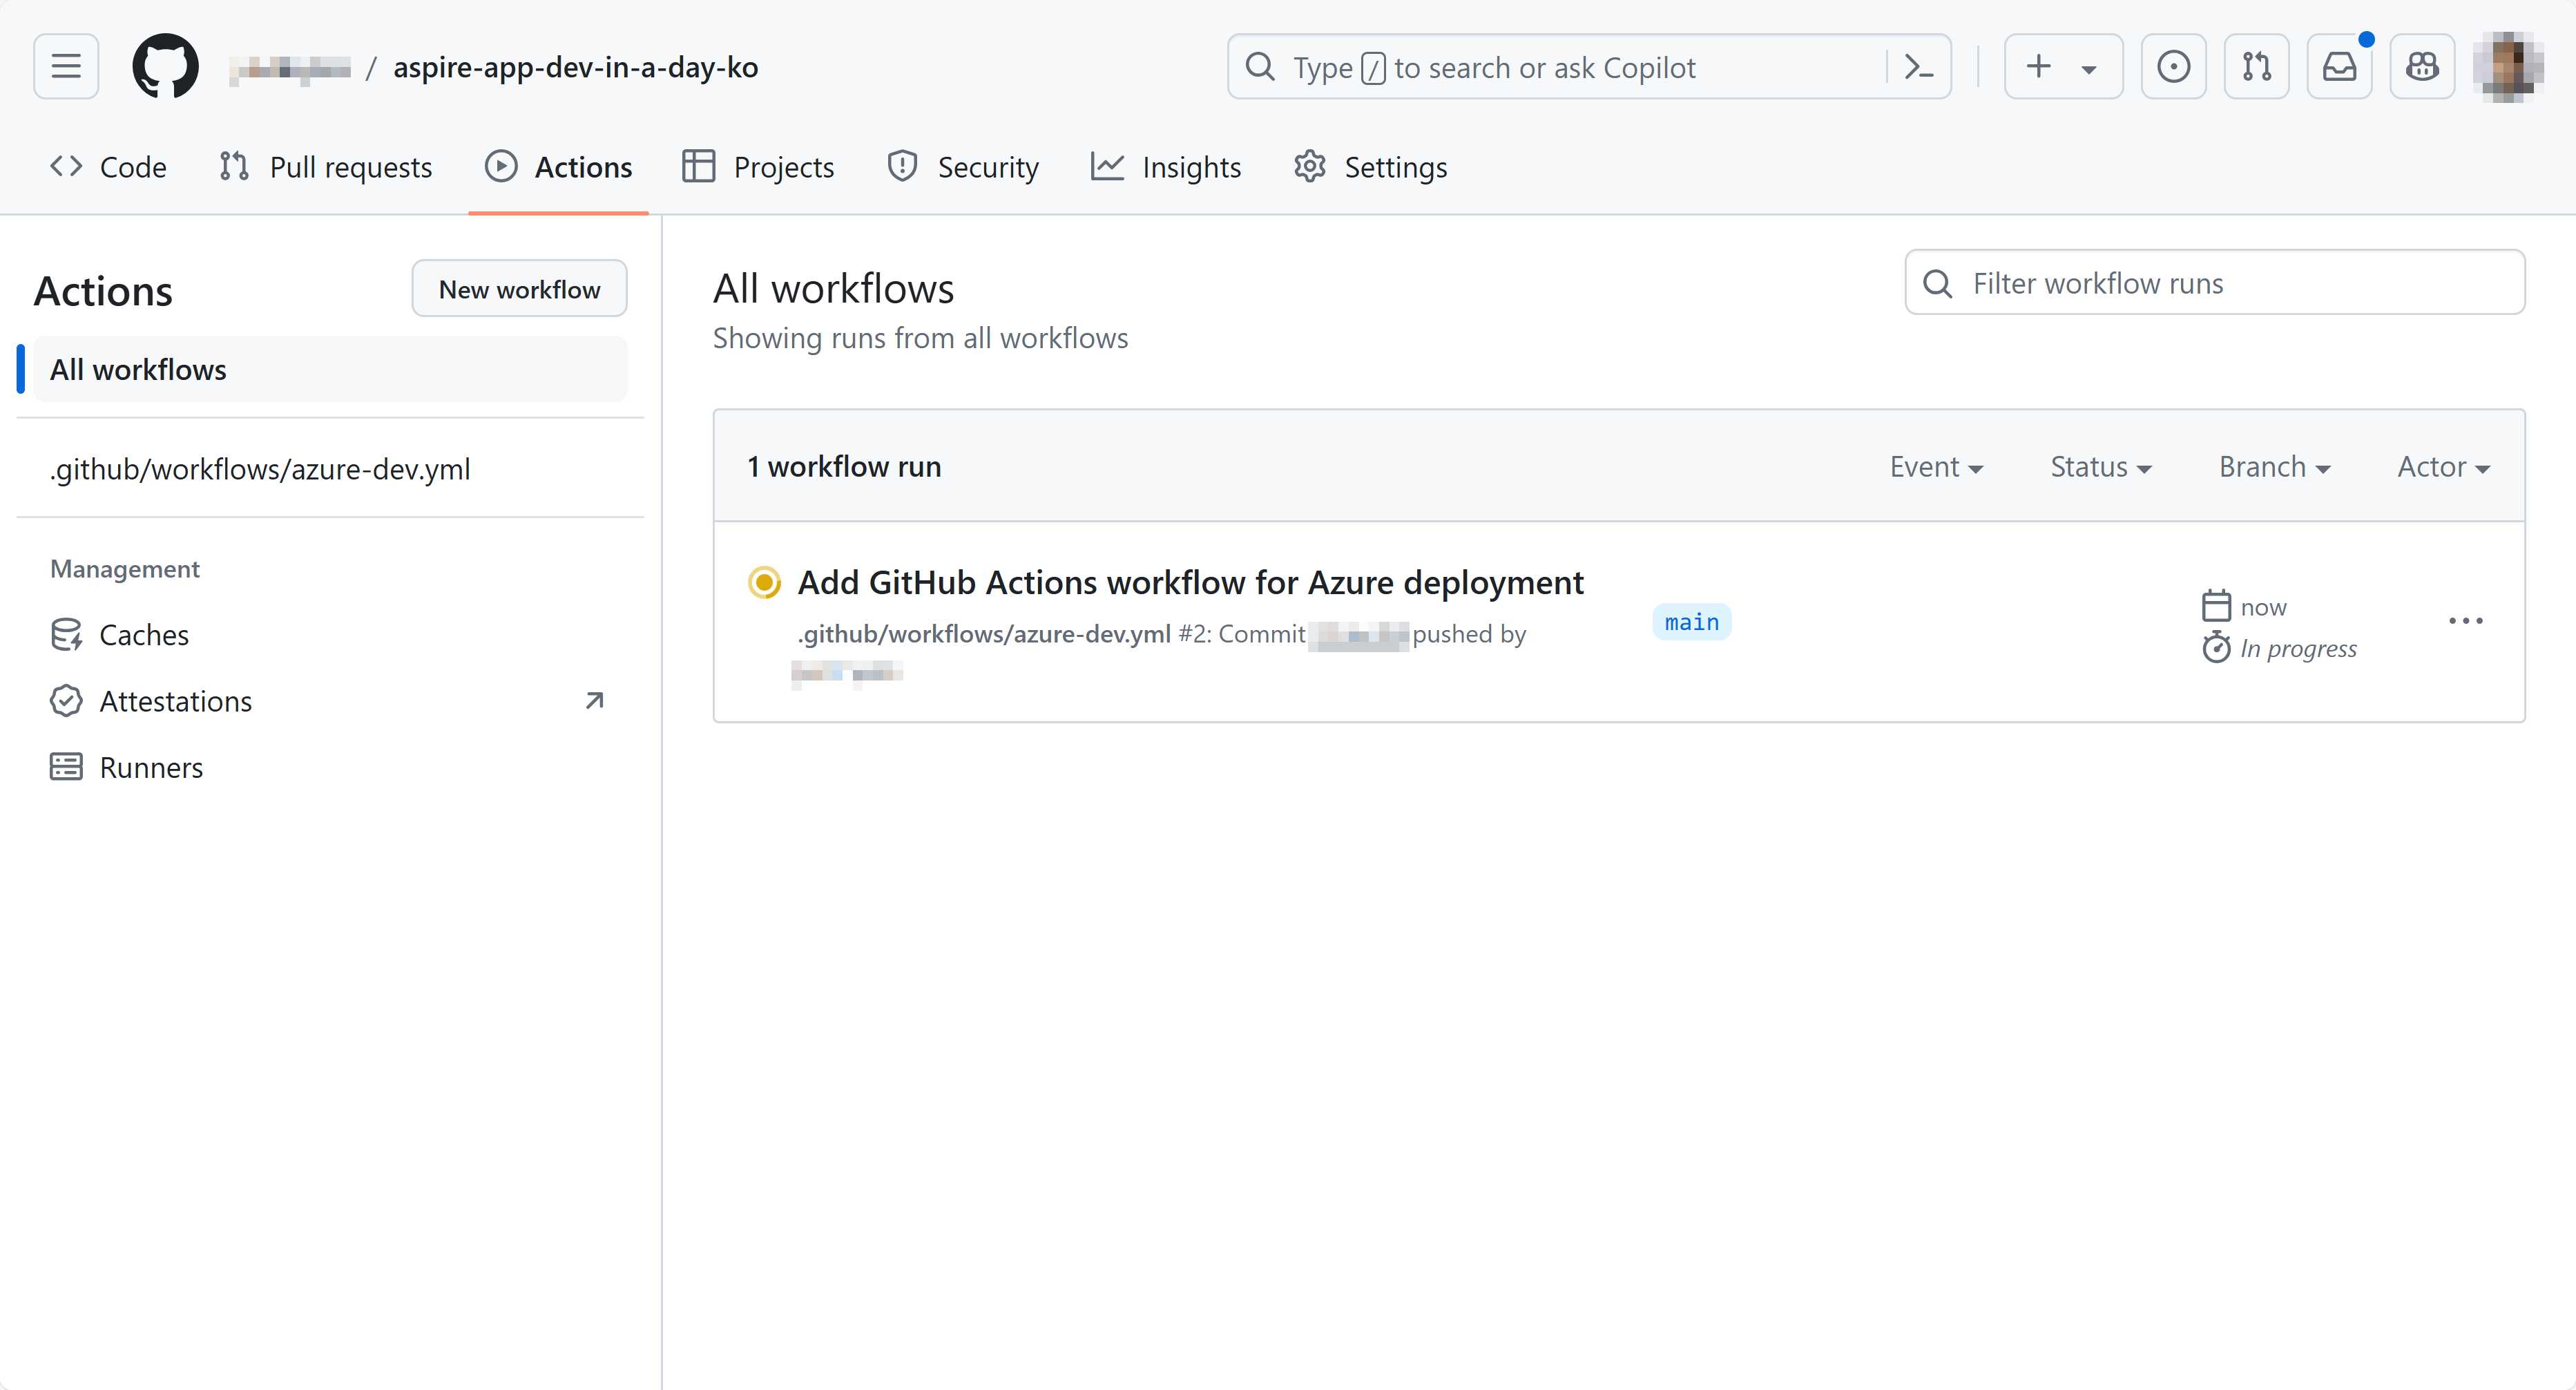 / aspire-app-dev-in-a-day-ko
Type / to search or ask Copilot
Code Pull requests Actions Projects Security Insights Settings
Actions
New workflow
All workflows
.github/workflows/azure-dev.yml
Management
Caches
Attestations
Runners
All workflows
Showing runs from all workflows
Filter workflow runs
1 workflow run
Event Status Branch Actor
Add GitHub Actions workflow for Azure deployment
.github/workflows/azure-dev.yml #2: Commit pushed by
main
now
In progress